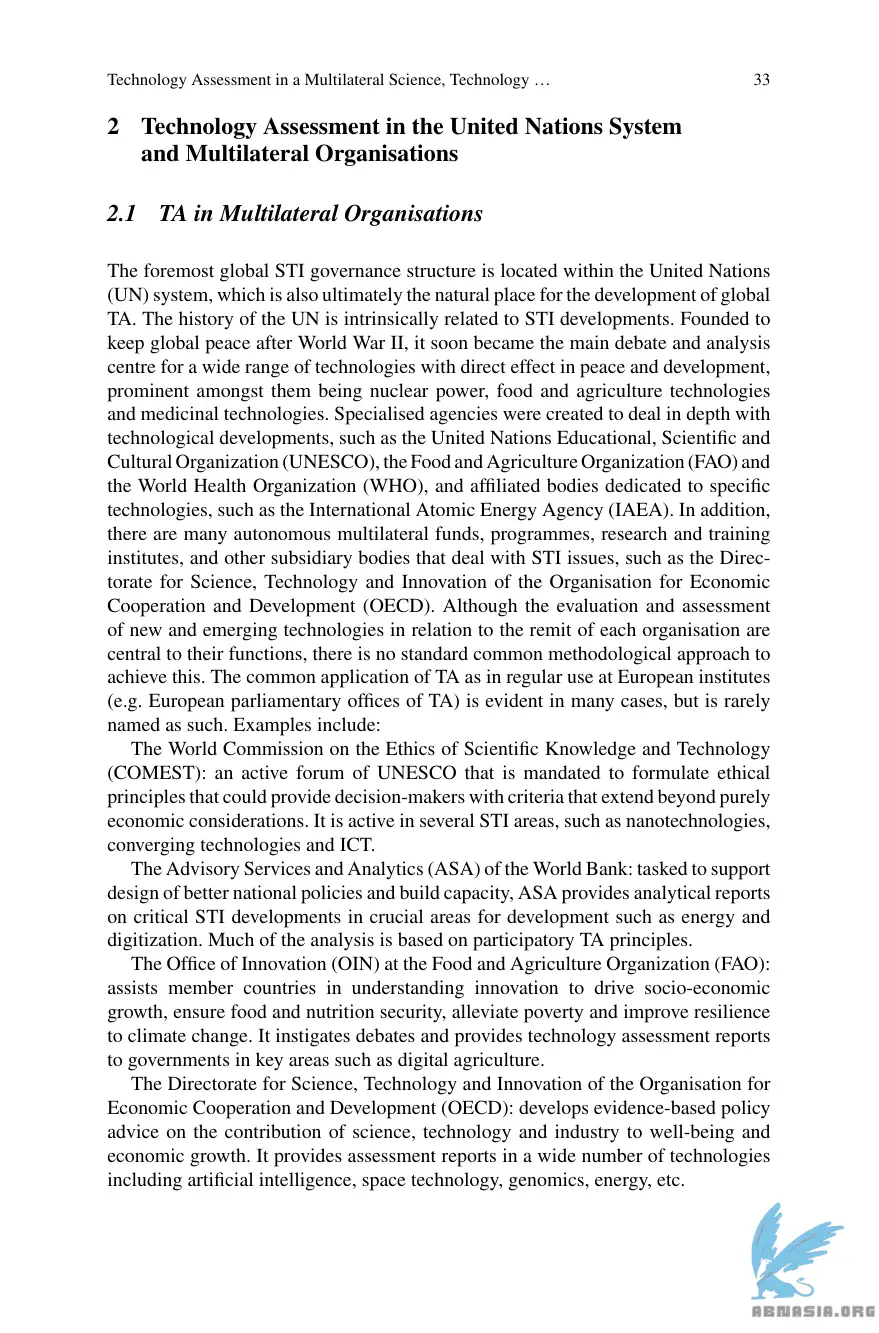 Technology Assessment in a Multilateral Science, Technology … 33
2 Technology Assessment in the United Nations System
and Multilateral Organisations
2.1 TA in Multilateral Organisations
The foremost global STI governance structure is located within the United Nations
(UN) system, which is also ultimately the natural place for the development of global
TA. The history of the UN is intrinsically related to STI developments. Founded to
keep global peace after World War II, it soon became the main debate and analysis
centre for a wide range of technologies with direct effect in peace and development,
prominent amongst them being nuclear power, food and agriculture technologies
and medicinal technologies. Specialised agencies were created to deal in depth with
technological developments, such as the United Nations Educational, Scientific and
Cultural Organization (UNESCO), the Food and Agriculture Organization (FAO) and
the World Health Organization (WHO), and affiliated bodies dedicated to specific
technologies, such as the International Atomic Energy Agency (IAEA). In addition,
there are many autonomous multilateral funds, programmes, research and training
institutes, and other subsidiary bodies that deal with STI issues, such as the Direc-
torate for Science, Technology and Innovation of the Organisation for Economic
Cooperation and Development (OECD). Although the evaluation and assessment
of new and emerging technologies in relation to the remit of each organisation are
central to their functions, there is no standard common methodological approach to
achieve this. The common application of TA as in regular use at European institutes
(e.g. European parliamentary offices of TA) is evident in many cases, but is rarely
named as such. Examples include:
The World Commission on the Ethics of Scientific Knowledge and Technology
(COMEST): an active forum of UNESCO that is mandated to formulate ethical
principles that could provide decision-makers with criteria that extend beyond purely
economic considerations. It is active in several STI areas, such as nanotechnologies,
converging technologies and ICT.
The Advisory Services and Analytics (ASA) of the World Bank: tasked to support
design of better national policies and build capacity, ASA provides analytical reports
on critical STI developments in crucial areas for development such as energy and
digitization. Much of the analysis is based on participatory TA principles.
The Office of Innovation (OIN) at the Food and Agriculture Organization (FAO):
assists member countries in understanding innovation to drive socio-economic
growth, ensure food and nutrition security, alleviate poverty and improve resilience
to climate change. It instigates debates and provides technology assessment reports
to governments in key areas such as digital agriculture.
The Directorate for Science, Technology and Innovation of the Organisation for
Economic Cooperation and Development (OECD): develops evidence-based policy
advice on the contribution of science, technology and industry to well-being and
economic growth. It provides assessment reports in a wide number of technologies
including artificial intelligence, space technology, genomics, energy, etc.
ABNASIA.ORG